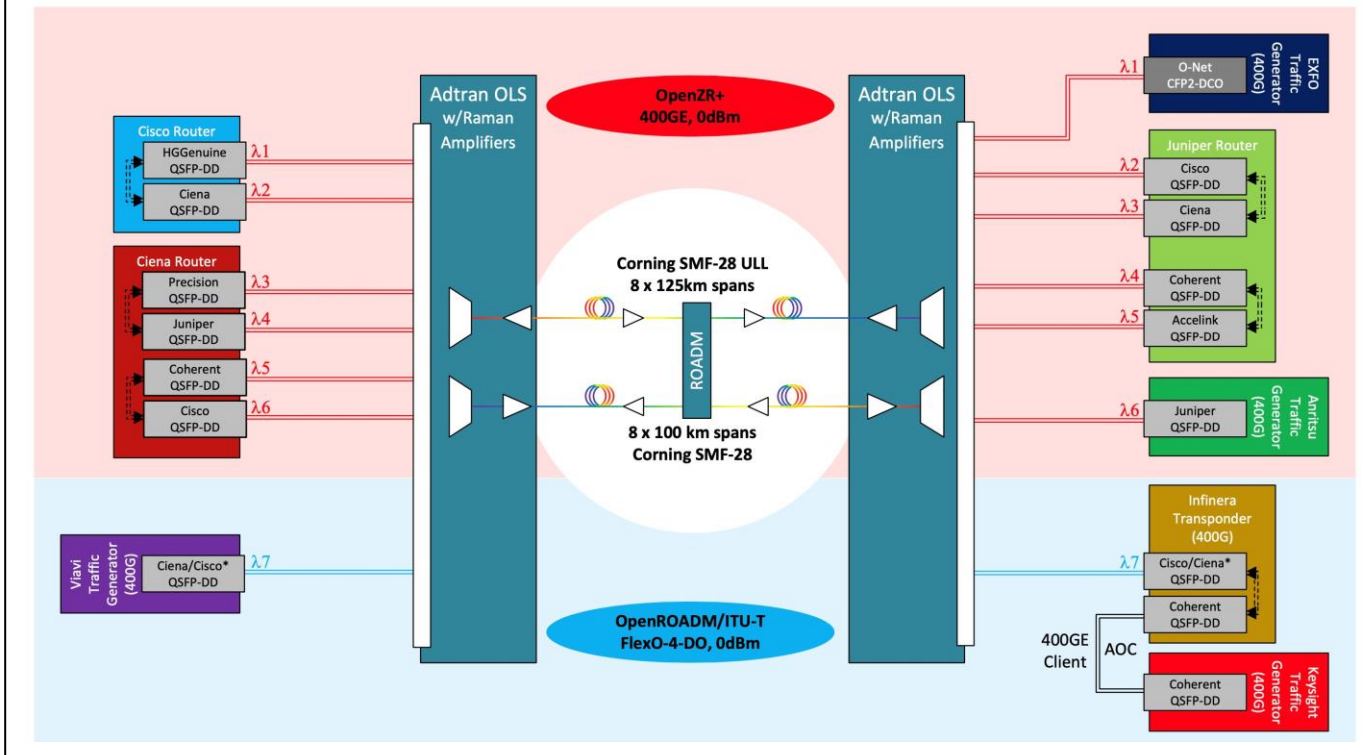 OpenZR+
400GE, 0dBm
Adtran OLS
w/Raman
Amplifiers
Adtran OLS
w/Raman
Amplifiers
Cisco Router
HGGenuine
QSFP-DD
λ1
Ciena
QSFP-DD
λ2
Ciena Router
Precision
QSFP-DD
λ3
Juniper
QSFP-DD
λ4
Coherent
QSFP-DD
λ5
Cisco
QSFP-DD
λ6
Viavi
Traffic
Generator
(400G)
Ciena/Cisco*
QSFP-DD
λ7
Corning SMF-28 ULL
8 x 125km spans
ROADM
8 x 100 km spans
Corning SMF-28
OpenROADM/ITU-T
FlexO-4-DO, 0dBm
λ1
O-Net
CFP2-DCO
EXFO
Traffic
Generator
(400G)
Juniper Router
λ2
Cisco
QSFP-DD
λ3
Ciena
QSFP-DD
λ4
Coherent
QSFP-DD
λ5
Accelink
QSFP-DD
λ6
Juniper
QSFP-DD
Anritsu
Traffic
Generator
(400G)
Infinera
Transponder
(400G)
λ7
Cisco/Ciena*
QSFP-DD
Coherent
QSFP-DD
400GE
Client
AOC
Coherent
QSFP-DD
Keysight
Traffic
Generator
(400G)